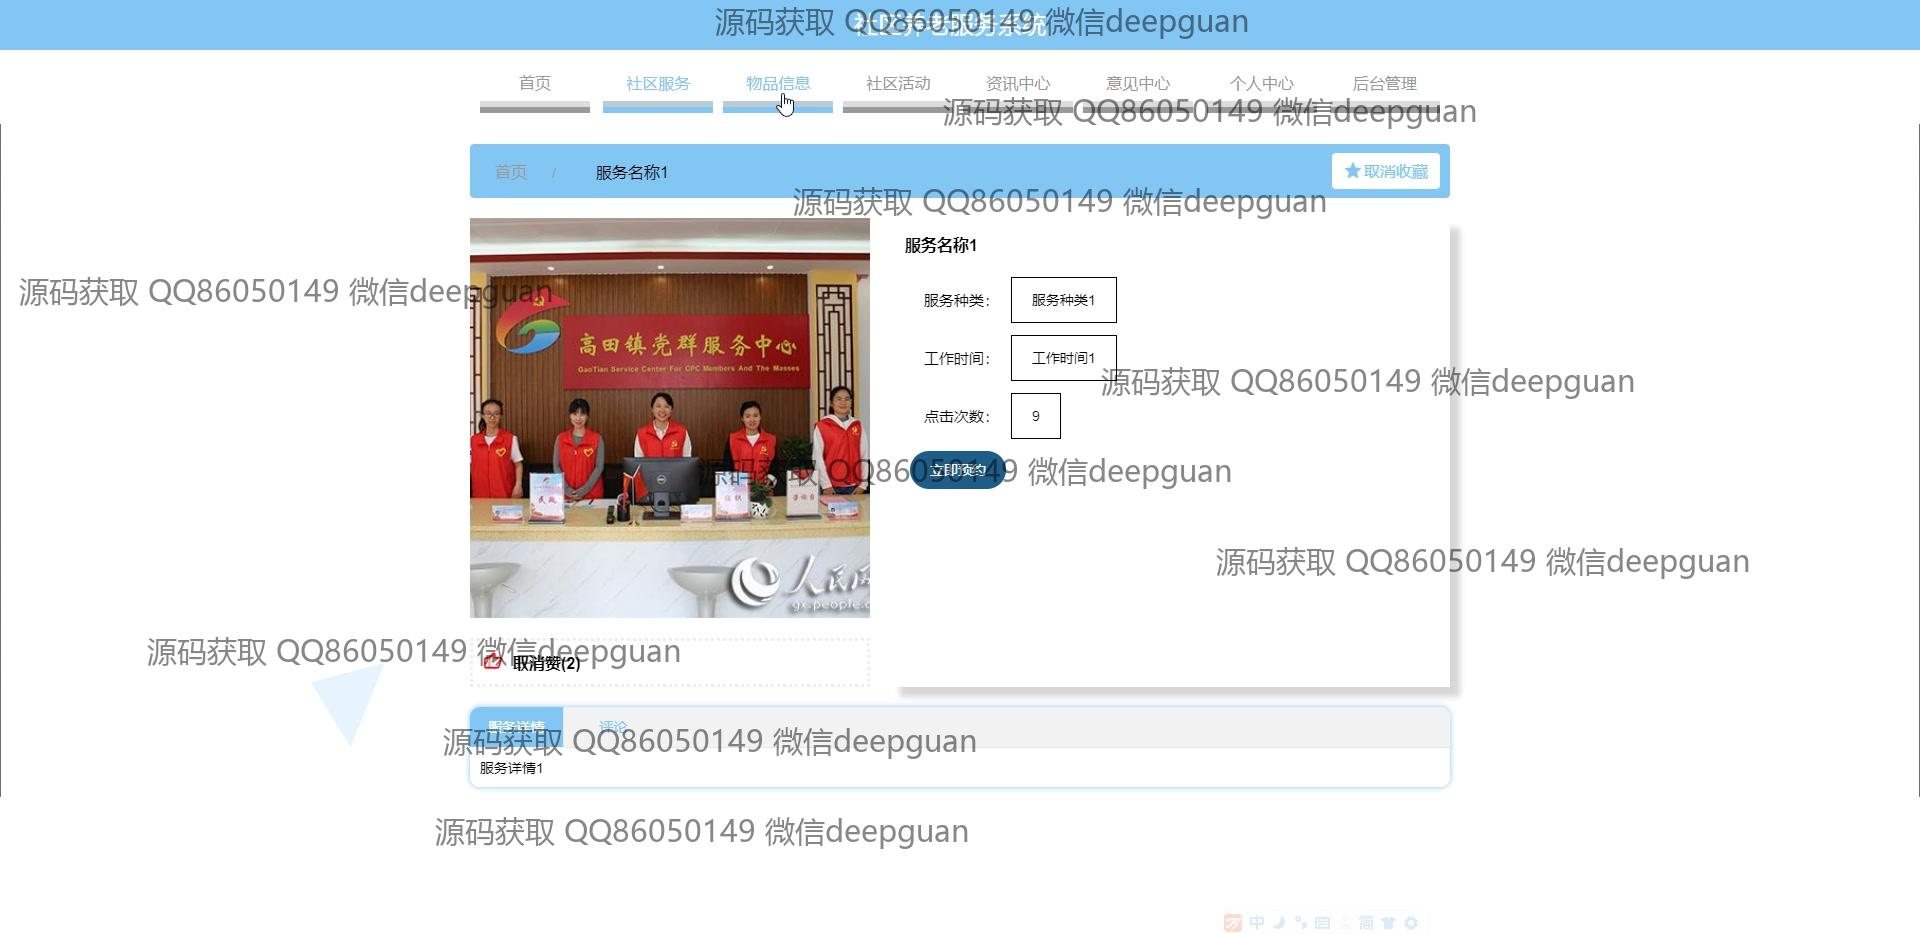 社区养老服务系统
源码获取 QQ86050149 微信deepguan
首页 社区服务 物品信息 社区活动 资讯中心 意见中心 个人中心 后台管理
源码获取 QQ86050149 微信deepguan
首页 / 服务名称1 取消收藏
源码获取 QQ86050149 微信deepguan
服务名称1
源码获取 QQ86050149 微信deepguan
服务种类： 服务种类1
高田镇党群服务中心
GaoTian Service Center For CPC Members And The Masses
工作时间： 工作时间1
源码获取 QQ86050149 微信deepguan
点击次数： 9
立即预约
源码获取 QQ86050149 微信deepguan
民政
源码获取 QQ86050149 微信deepguan
人民网
gx.people.c
源码获取 QQ86050149 微信deepguan
取消赞(2)
服务详情 评论
源码获取 QQ86050149 微信deepguan
服务详情1
源码获取 QQ86050149 微信deepguan
中 简